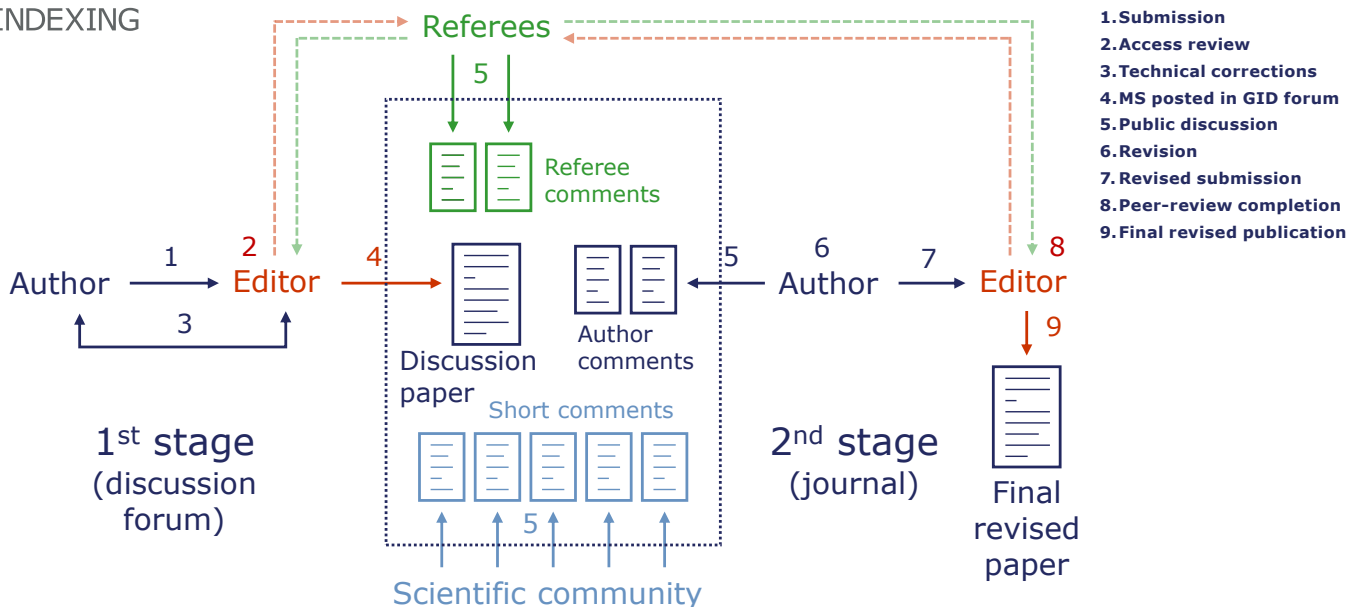 INDEXING
Referees
5
Referee
comments
1
2
4
5
6
7
8
Author
Editor
Author
Editor
3
9
Discussion
paper
Author
comments
Short comments
1st stage
(discussion
forum)
2nd stage
(journal)
Final
revised
paper
5
Scientific community
1.Submission
2.Access review
3.Technical corrections
4.MS posted in GID forum
5.Public discussion
6.Revision
7.Revised submission
8.Peer-review completion
9.Final revised publication